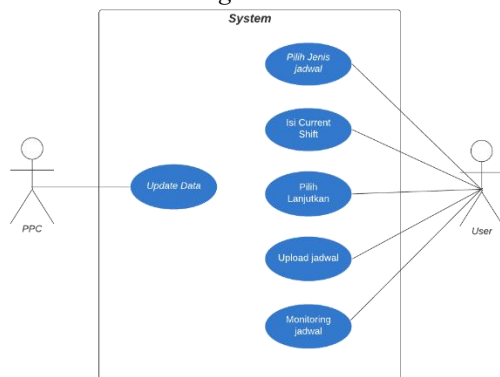 System
Pilih Jenis
jadwal
Isi Current
Shift
Update Data
Pilih
Lanjutkan
PPC
User
Upload jadwal
Monitoring
jadwal